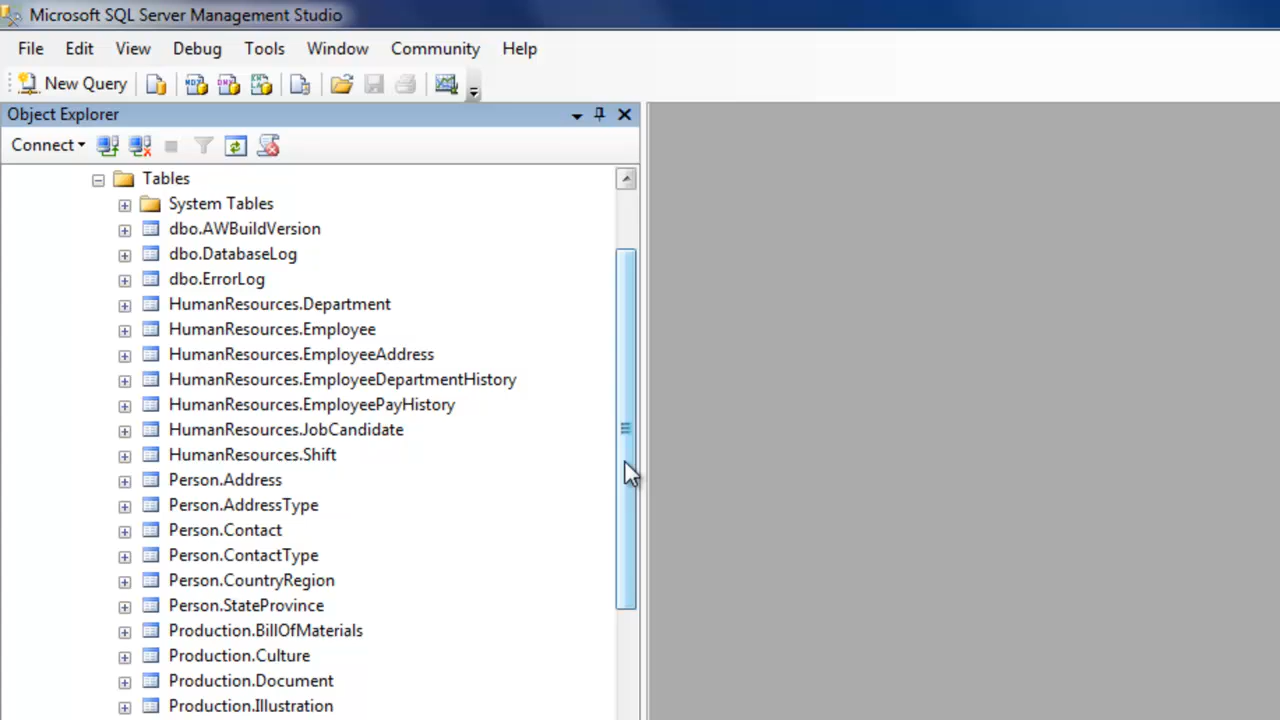 Microsoft SQL Server Management Studio
File Edit View Debug Tools Window Community Help
New Query
Object Explorer
Connect
Tables
System Tables
dbo.AWBuildVersion
dbo.DatabaseLog
dbo.ErrorLog
HumanResources.Department
HumanResources.Employee
HumanResources.EmployeeAddress
HumanResources.EmployeeDepartmentHistory
HumanResources.EmployeePayHistory
HumanResources.JobCandidate
HumanResources.Shift
Person.Address
Person.AddressType
Person.Contact
Person.ContactType
Person.CountryRegion
Person.StateProvince
Production.BillOfMaterials
Production.Culture
Production.Document
Production.Illustration